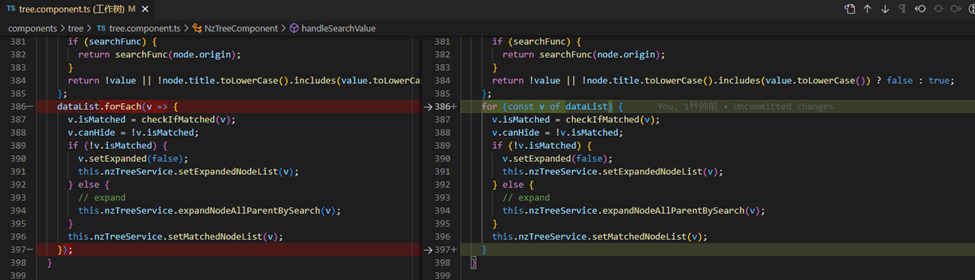 tree.component.ts (工作树) M
components > tree > tree.component.ts > NzTreeComponent > handleSearchValue
381 if (searchFunc) {
382 return searchFunc(node.origin);
383 }
384 return !value || !node.title.toLowerCase().includes(value.toLowerCa
385 };
386 dataList.forEach(v => {
387 v.isMatched = checkIfMatched(v);
388 v.canHide = !v.isMatched;
389 if (!v.isMatched) {
390 v.setExpanded(false);
391 this.nzTreeService.setExpandedNodeList(v);
392 } else {
393 // expand
394 this.nzTreeService.expandNodeAllParentBySearch(v);
395 }
396 this.nzTreeService.setMatchedNodeList(v);
397 });
398 }
399
381 if (searchFunc) {
382 return searchFunc(node.origin);
383 }
384 return !value || !node.title.toLowerCase().includes(value.toLowerCase()) ? false : true;
385 };
386 for (const v of dataList) { You, 1秒钟前 • Uncommitted changes
387 v.isMatched = checkIfMatched(v);
388 v.canHide = !v.isMatched;
389 if (!v.isMatched) {
390 v.setExpanded(false);
391 this.nzTreeService.setExpandedNodeList(v);
392 } else {
393 // expand
394 this.nzTreeService.expandNodeAllParentBySearch(v);
395 }
396 this.nzTreeService.setMatchedNodeList(v);
397 }
398 }
399